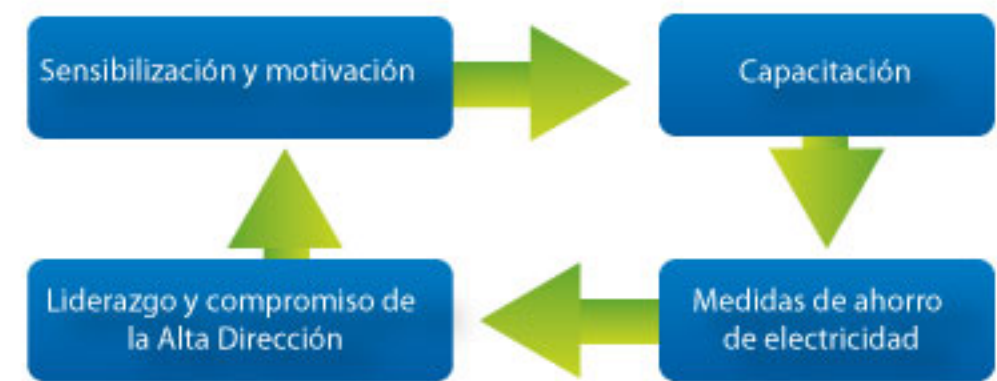 Sensibilización y motivación
Capacitación
Liderazgo y compromiso de
la Alta Dirección
Medidas de ahorro
de electricidad